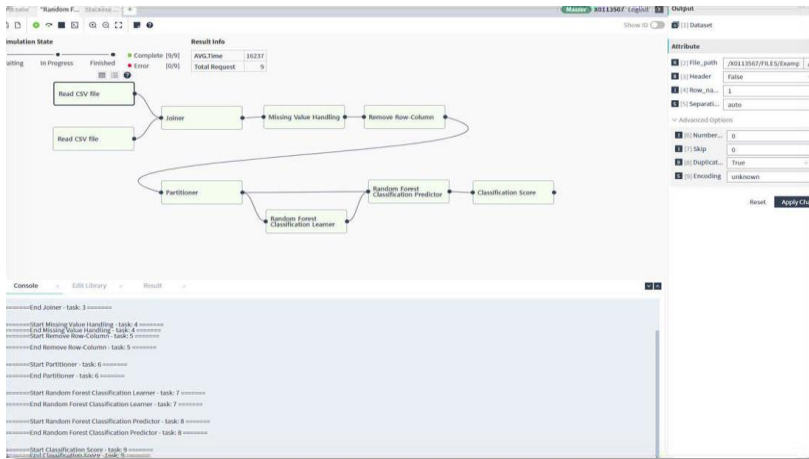 "Random F...
Master X0113567 Logout
Output
Show ID
[1] Dataset
Simulation State
Result Info
Attribute
Waiting In Progress Finished
Complete [9/9]
Error [0/9]
AVG.Time 16237
Total Request 9
[2] File_path /X0113567/FILES/Examp
[3] Header False
[4] Row_na... 1
[5] Separati... auto
Advanced Options
[6] Number... 0
[7] Skip 0
[8] Duplicat... True
[9] Encoding unknown
Reset Apply Cha
Read CSV file
Joiner
Missing Value Handling
Remove Row-Column
Read CSV file
Partitioner
Random Forest
Classification Predictor
Classification Score
Random Forest
Classification Learner
Console Edit Library Result
=======End Joiner - task: 3 =======
=======Start Missing Value Handling - task: 4 =======
=======End Missing Value Handling - task: 4 =======
=======Start Remove Row-Column - task: 5 =======
=======End Remove Row-Column - task: 5 =======
=======Start Partitioner - task: 6 =======
=======End Partitioner - task: 6 =======
=======Start Random Forest Classification Learner - task: 7 =======
=======End Random Forest Classification Learner - task: 7 =======
=======Start Random Forest Classification Predictor - task: 8 =======
=======End Random Forest Classification Predictor - task: 8 =======
=======Start Classification Score - task: 9 =======
=======End Classification Score - task: 9 =======